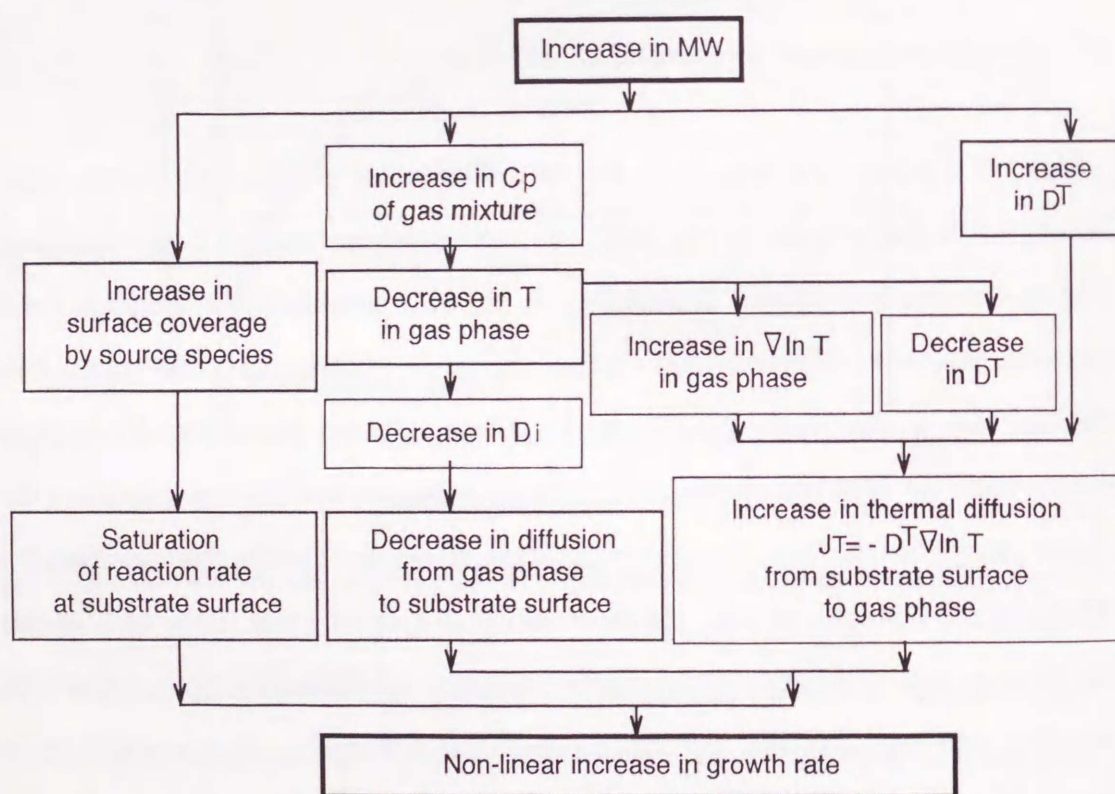 Increase in MW
Increase in Cp
of gas mixture
Increase
in Dᵀ
Increase in
surface coverage
by source species
Decrease in T
in gas phase
Increase in ∇ln T
in gas phase
Decrease
in Dᵀ
Decrease in Di
Saturation
of reaction rate
at substrate surface
Decrease in diffusion
from gas phase
to substrate surface
Increase in thermal diffusion
JT= - Dᵀ ∇ln T
from substrate surface
to gas phase
Non-linear increase in growth rate